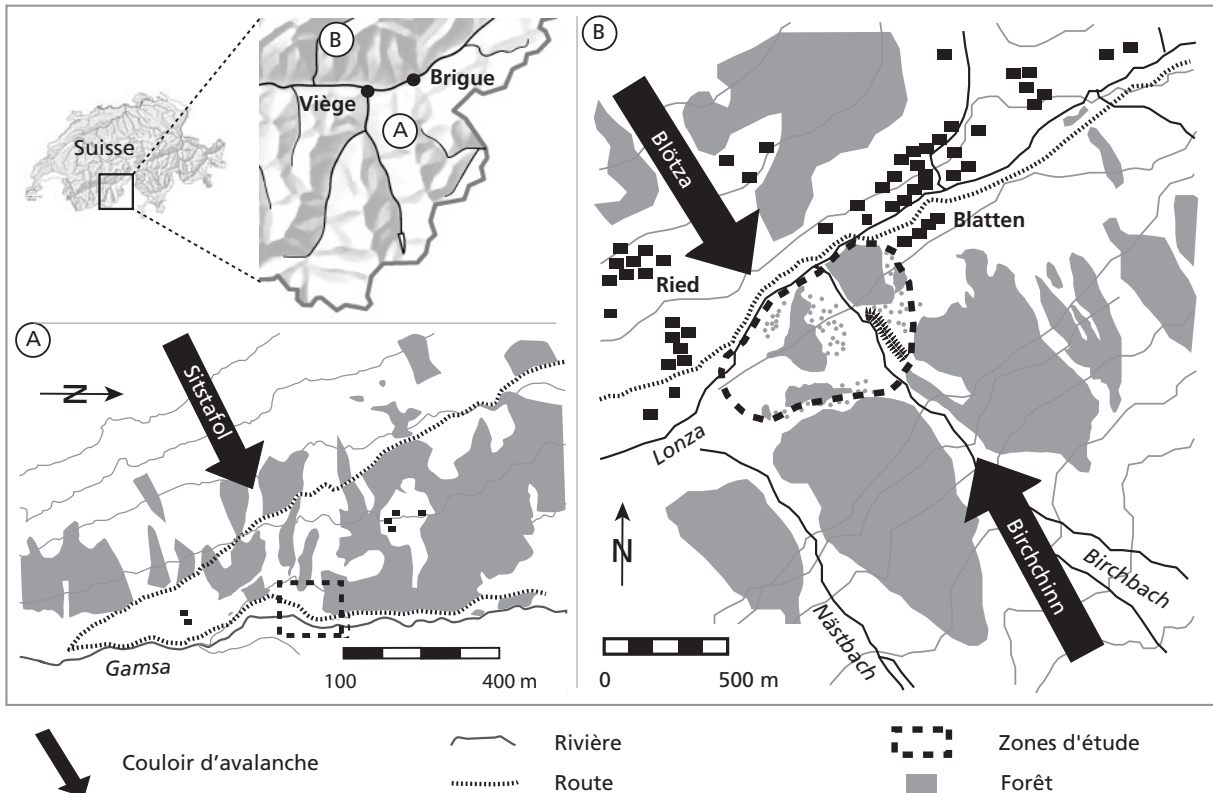 B
Brigue
Viège
A
Suisse
A
N
Sitstafol
Gamsa
100
400 m
B
Blötza
Blatten
Ried
Lonza
N
Birchchinn
Birchbach
Nästbach
0
500 m
Couloir d'avalanche
Rivière
Route
Zones d'étude
Forêt